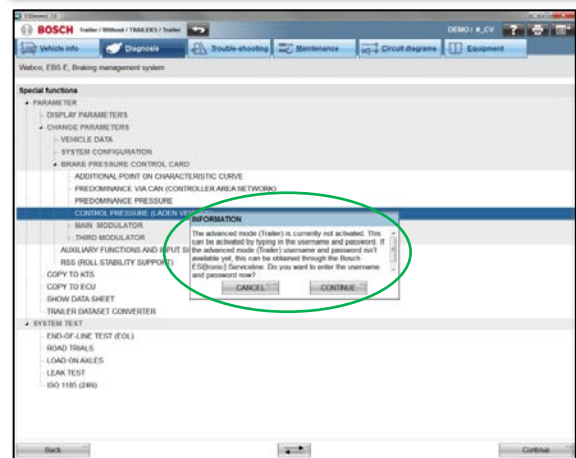 ESI[tronic] 2.0
BOSCH Trailer / Without / TRAILERS / Trailer DEMO / #_CV ?
Vehicle info Diagnosis Trouble-shooting Maintenance Circuit diagrams Equipment
Wabco, EBS E, Braking management system
Special functions
PARAMETER
DISPLAY PARAMETERS
CHANGE PARAMETERS
VEHICLE DATA
SYSTEM CONFIGURATION
BRAKE PRESSURE CONTROL CARD
ADDITIONAL POINT ON CHARACTERISTIC CURVE
PREDOMINANCE VIA CAN (CONTROLLER AREA NETWORK)
PREDOMINANCE PRESSURE
CONTROL PRESSURE (LADEN VE
MAIN MODULATOR
THIRD MODULATOR
AUXILIARY FUNCTIONS AND INPUT S
RSS (ROLL STABILITY SUPPORT)
COPY TO KTS
COPY TO ECU
SHOW DATA SHEET
TRAILER DATASET CONVERTER
SYSTEM TEST
END-OF-LINE TEST (EOL)
ROAD TRIALS
LOAD ON AXLES
LEAK TEST
ISO 1185 (24N)
INFORMATION
The advanced mode (Trailer) is currently not activated. This
can be activated by typing in the username and password. If
the advanced mode (Trailer) username and password isn't
available yet, this can be obtained through the Bosch
ESI[tronic] Serviceline. Do you want to enter the username
and password now?
CANCEL CONTINUE
Back Continue